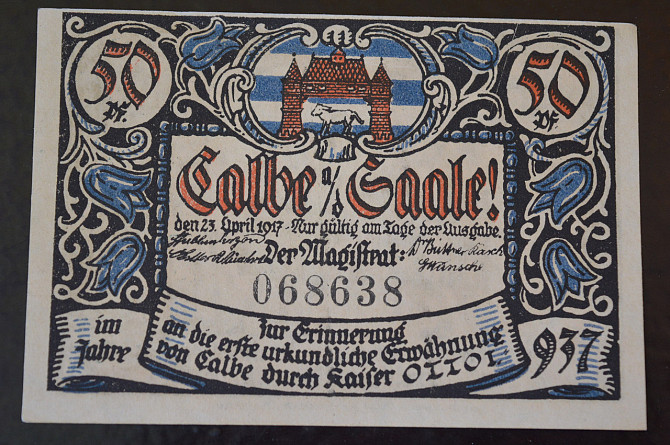 50 Pf.
50 Pf.
Calbe a/d Saale!
den 23. April 1917 · Nur gültig am Tage der Ausgabe.
Der Magistrat:
068638
im Jahre
zur Erinnerung
an die erste urkundliche Erwähnung
von Calbe durch Kaiser OTTO I.
937